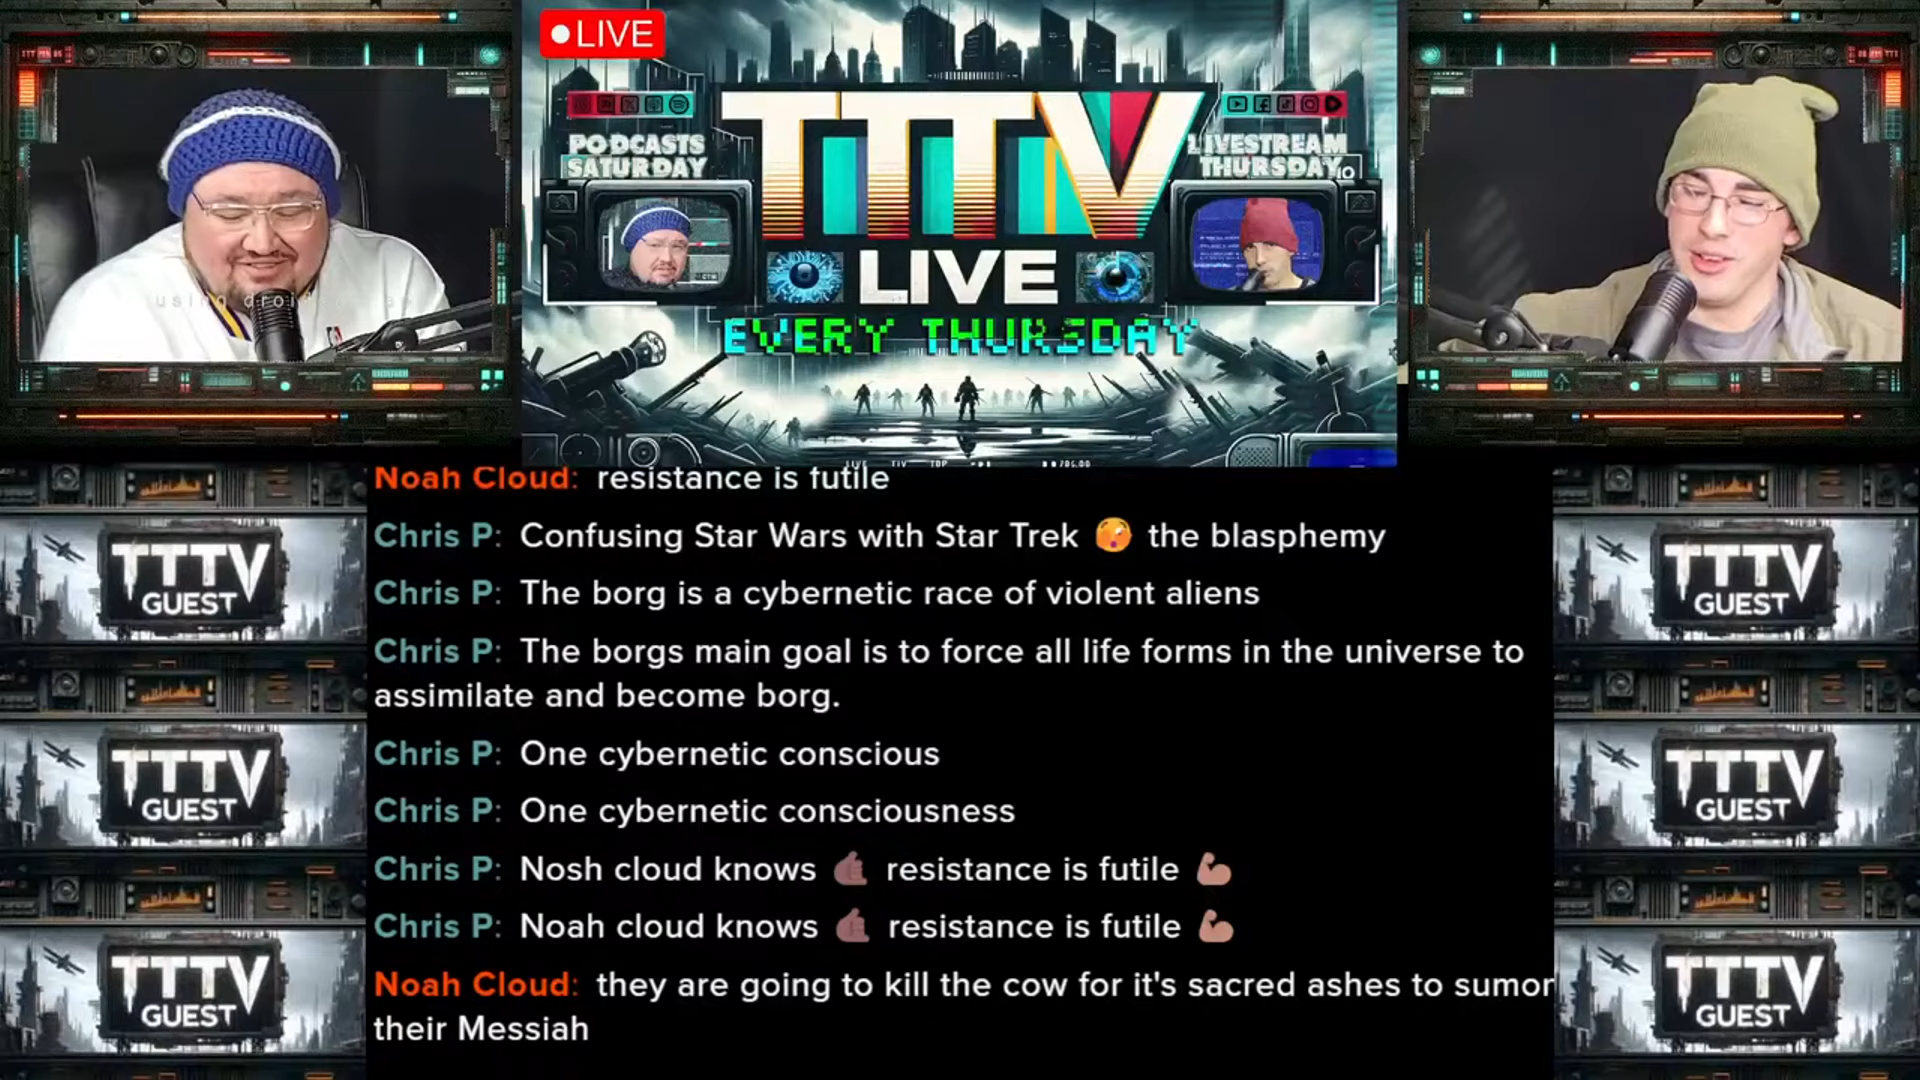 LIVE
TTTV
PODCASTS
SATURDAY
LIVESTREAM
THURSDAY
LIVE
EVERY THURSDAY
Noah Cloud: resistance is futile
Chris P: Confusing Star Wars with Star Trek 🥵 the blasphemy
Chris P: The borg is a cybernetic race of violent aliens
Chris P: The borgs main goal is to force all life forms in the universe to
assimilate and become borg.
Chris P: One cybernetic conscious
Chris P: One cybernetic consciousness
Chris P: Nosh cloud knows 🤙🏾 resistance is futile 💪🏽
Chris P: Noah cloud knows 🤙🏾 resistance is futile 💪🏽
Noah Cloud: they are going to kill the cow for it's sacred ashes to sumon
their Messiah
TTTV
GUEST
TTTV
GUEST
TTTV
GUEST
TTTV
GUEST
TTTV
GUEST
TTTV
GUEST